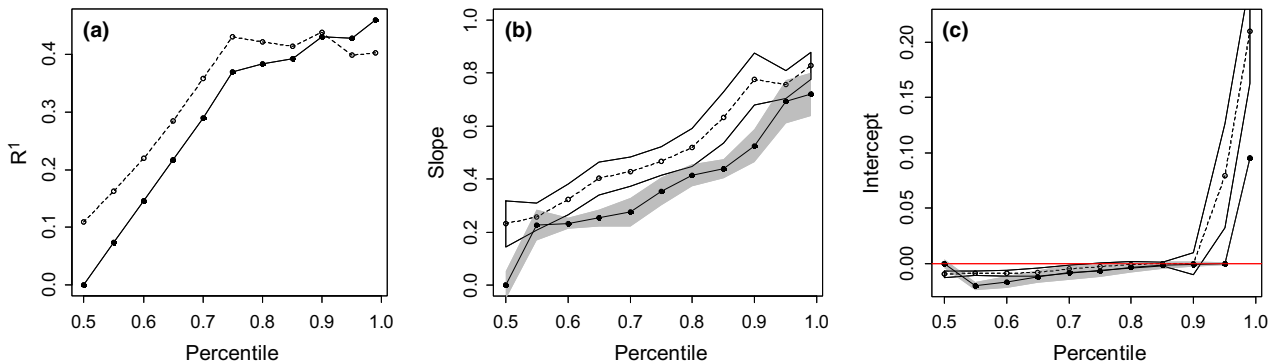 (a)
R1
0.0 0.1 0.2 0.3 0.4
0.5 0.6 0.7 0.8 0.9 1.0
Percentile
(b)
Slope
0.0 0.2 0.4 0.6 0.8 1.0
0.5 0.6 0.7 0.8 0.9 1.0
Percentile
(c)
Intercept
0.00 0.05 0.10 0.15 0.20
0.5 0.6 0.7 0.8 0.9 1.0
Percentile